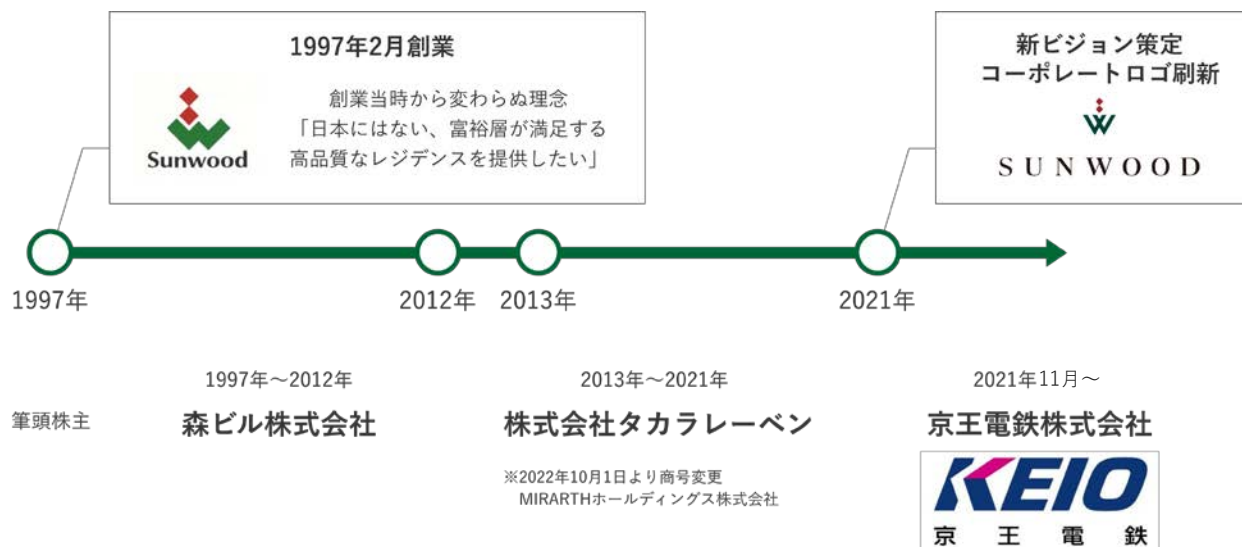 1997年2月創業
Sunwood
創業当時から変わらぬ理念
「日本にはない、富裕層が満足する
高品質なレジデンスを提供したい」
新ビジョン策定
コーポレートロゴ刷新
SUNWOOD
1997年
2012年
2013年
2021年
筆頭株主
1997年～2012年
森ビル株式会社
2013年～2021年
株式会社タカラレーベン
※2022年10月1日より商号変更
MIRARTHホールディングス株式会社
2021年11月～
京王電鉄株式会社
KEIO
京王電鉄